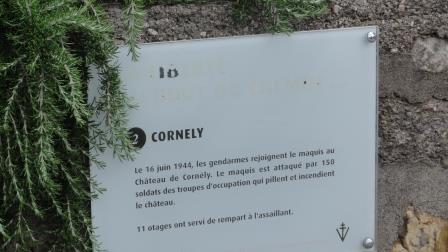 2 CORNELY
Le 16 juin 1944, les gendarmes rejoignent le maquis au
Château de Cornély. Le maquis est attaqué par 150
soldats des troupes d'occupation qui pillent et incendient
le château.
11 otages ont servi de rempart à l'assaillant.